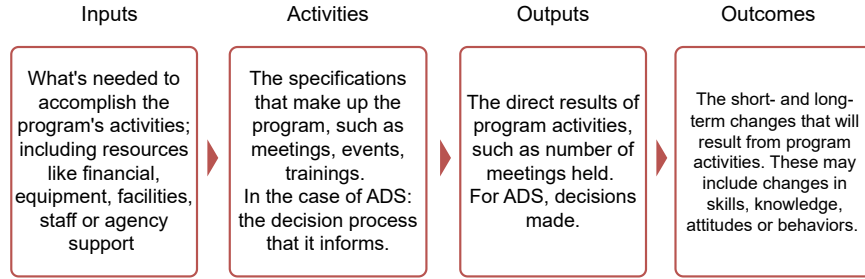 Inputs
Activities
Outputs
Outcomes
What's needed to
accomplish the
program's activities;
including resources
like financial,
equipment, facilities,
staff or agency
support
The specifications
that make up the
program, such as
meetings, events,
trainings.
In the case of ADS:
the decision process
that it informs.
The direct results of
program activities,
such as number of
meetings held.
For ADS, decisions
made.
The short- and long-
term changes that will
result from program
activities. These may
include changes in
skills, knowledge,
attitudes or behaviors.